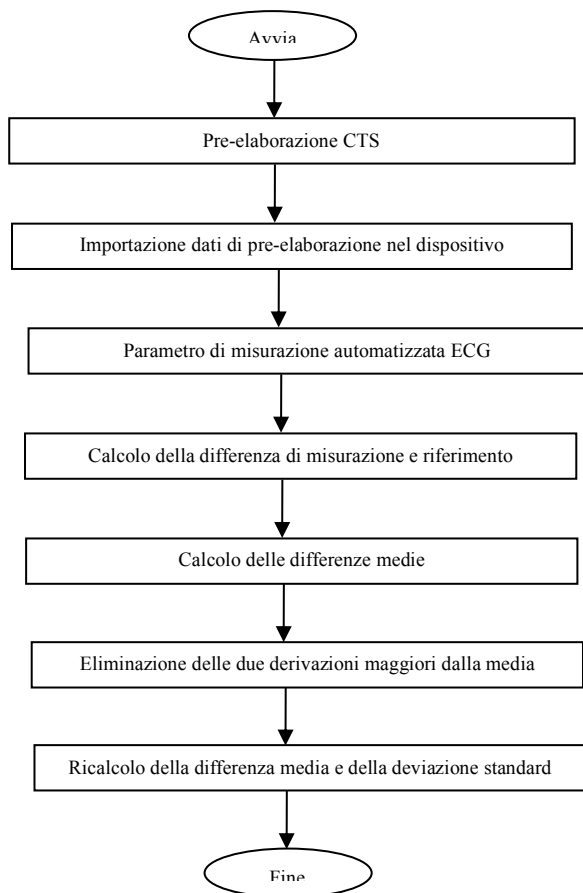 Avvia
Pre-elaborazione CTS
Importazione dati di pre-elaborazione nel dispositivo
Parametro di misurazione automatizzata ECG
Calcolo della differenza di misurazione e riferimento
Calcolo delle differenze medie
Eliminazione delle due derivazioni maggiori dalla media
Ricalcolo della differenza media e della deviazione standard
Fine